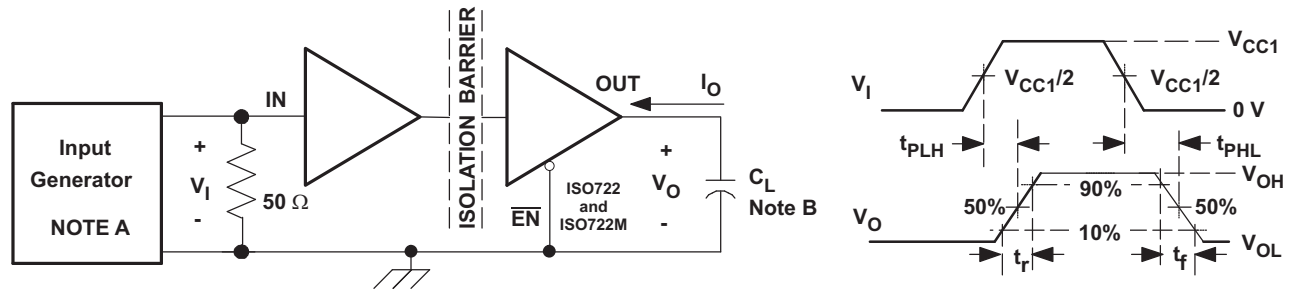 Input
Generator
NOTE A
IN
+
V_I
-
50 Ω
ISOLATION BARRIER
OUT
I_O
EN
ISO722
and
ISO722M
+
V_O
-
C_L
Note B
V_CC1
V_I
V_CC1/2
V_CC1/2
0 V
t_PLH
t_PHL
V_OH
90%
50%
50%
V_O
10%
V_OL
t_r
t_f